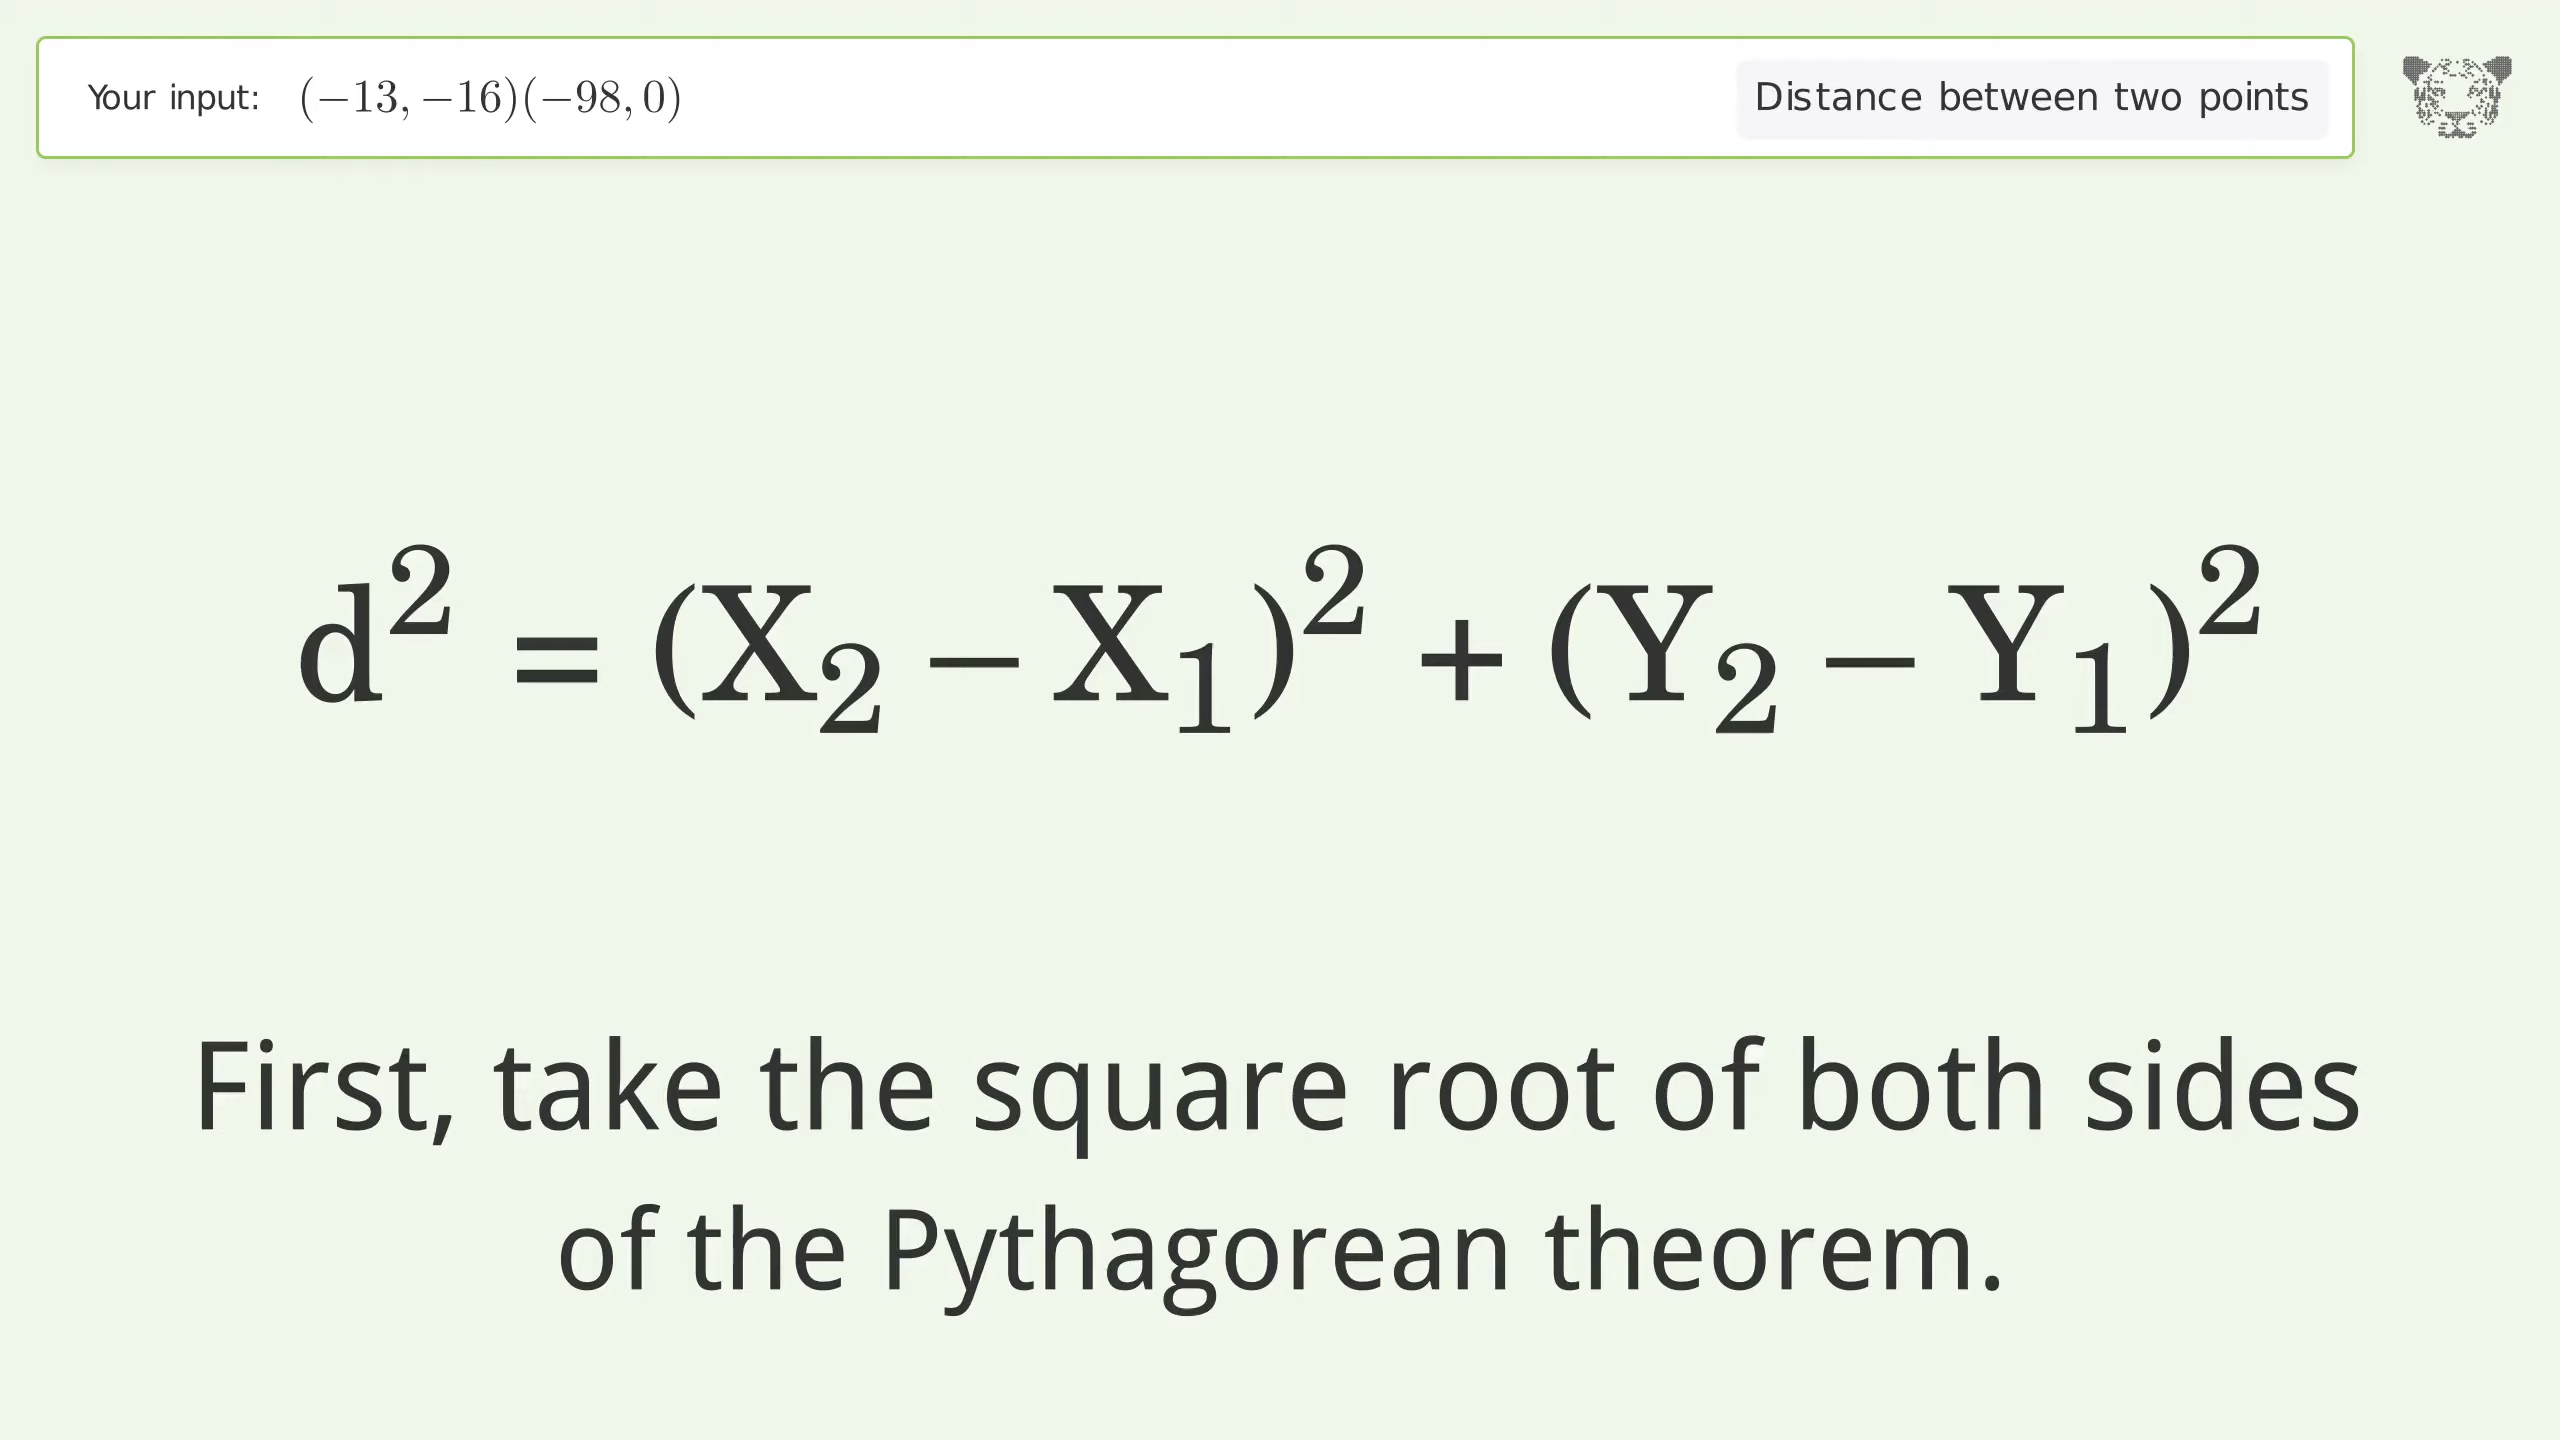 Your input: (−13, −16)(−98, 0) Distance between two points
d² = (X₂ − X₁)² + (Y₂ − Y₁)²
First, take the square root of both sides
of the Pythagorean theorem.